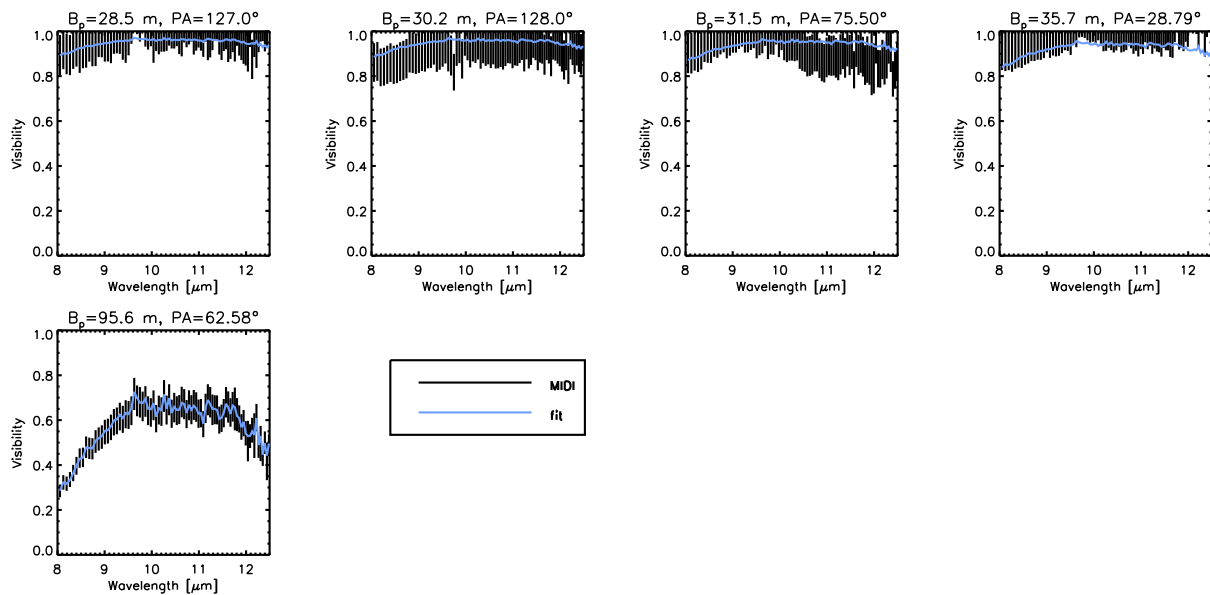 Bₚ=28.5 m, PA=127.0°
Visibility
1.0
0.8
0.6
0.4
0.2
0.0
8 9 10 11 12
Wavelength [μm]
Bₚ=30.2 m, PA=128.0°
Visibility
1.0
0.8
0.6
0.4
0.2
0.0
8 9 10 11 12
Wavelength [μm]
Bₚ=31.5 m, PA=75.50°
Visibility
1.0
0.8
0.6
0.4
0.2
0.0
8 9 10 11 12
Wavelength [μm]
Bₚ=35.7 m, PA=28.79°
Visibility
1.0
0.8
0.6
0.4
0.2
0.0
8 9 10 11 12
Wavelength [μm]
Bₚ=95.6 m, PA=62.58°
Visibility
1.0
0.8
0.6
0.4
0.2
0.0
8 9 10 11 12
Wavelength [μm]
MIDI
fit